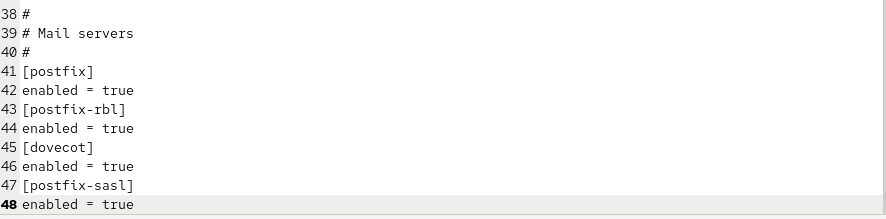 38 #
39 # Mail servers
40 #
41 [postfix]
42 enabled = true
43 [postfix-rbl]
44 enabled = true
45 [dovecot]
46 enabled = true
47 [postfix-sasl]
48 enabled = true